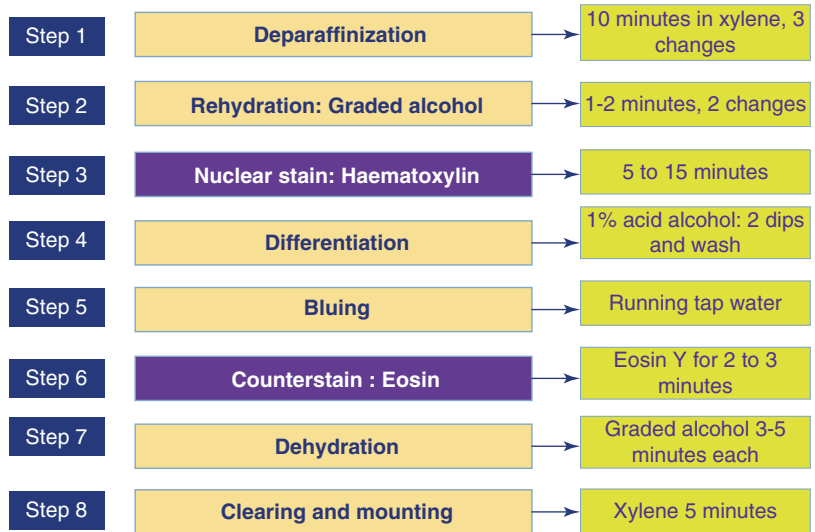 Step 1
Deparaffinization
10 minutes in xylene, 3
changes
Step 2
Rehydration: Graded alcohol
1-2 minutes, 2 changes
Step 3
Nuclear stain: Haematoxylin
5 to 15 minutes
Step 4
Differentiation
1% acid alcohol: 2 dips
and wash
Step 5
Bluing
Running tap water
Step 6
Counterstain : Eosin
Eosin Y for 2 to 3
minutes
Step 7
Dehydration
Graded alcohol 3-5
minutes each
Step 8
Clearing and mounting
Xylene 5 minutes